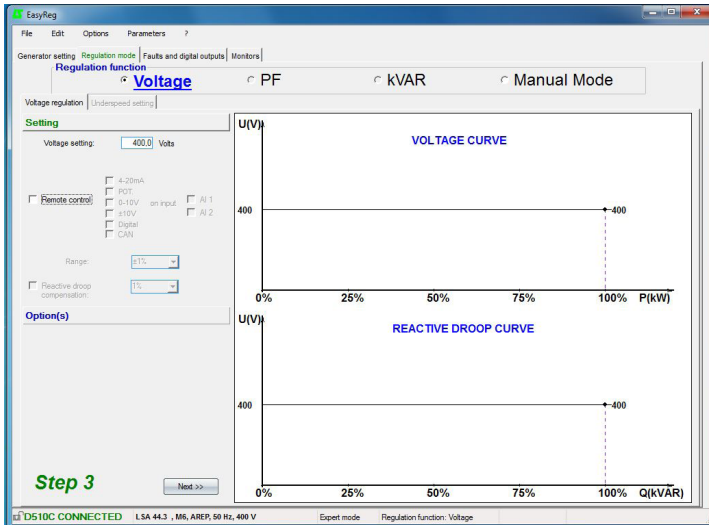 EasyReg
File Edit Options Parameters ?
Generator setting Regulation mode Faults and digital outputs Monitors
Regulation function
Voltage PF kVAR Manual Mode
Voltage regulation Underspeed setting
Setting
Voltage setting: 400.0 Volts
Remote control
4-20mA
POT.
0-10V
±10V
Digital
CAN
on input
AI 1
AI 2
Range: ±1%
Reactive droop
compensation:
1%
Option(s)
Step 3
Next >>
U(V)
VOLTAGE CURVE
400
400
0% 25% 50% 75% 100% P(kW)
U(V)
REACTIVE DROOP CURVE
400
400
0% 25% 50% 75% 100% Q(kVAR)
D510C CONNECTED LSA 44.3 , M6, AREP, 50 Hz, 400 V Expert mode Regulation function: Voltage